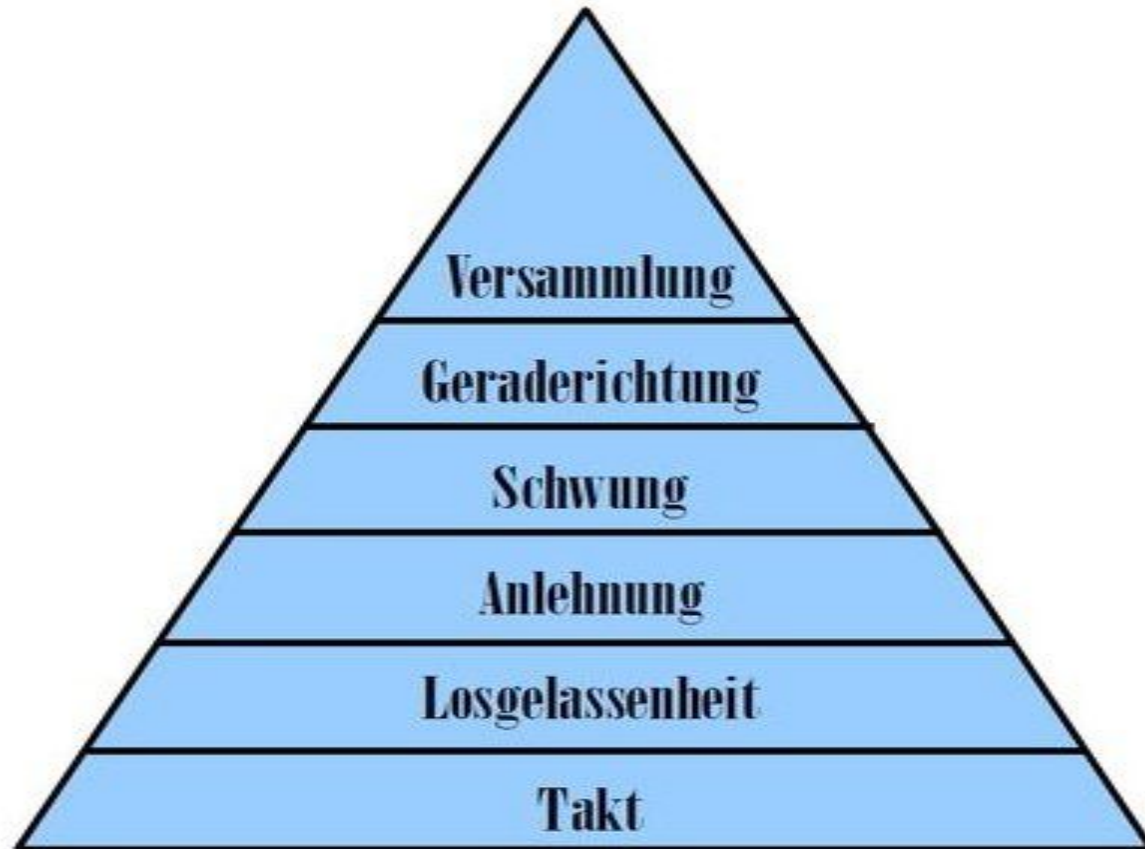 Versammlung
Geraderichtung
Schwung
Anlehnung
Losgelassenheit
Takt